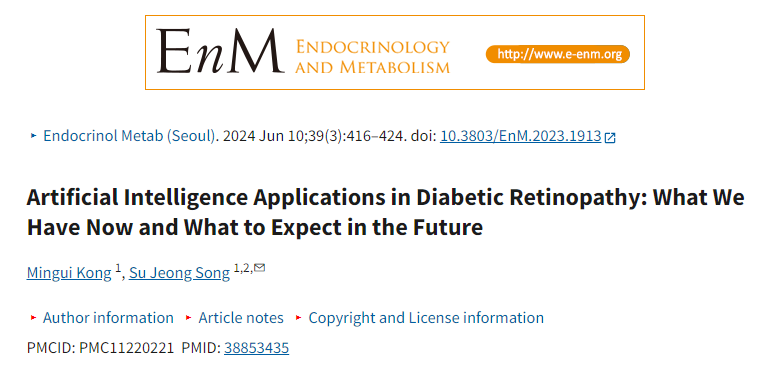 EnM ENDOCRINOLOGY
AND METABOLISM
http://www.e-enm.org
Endocrinol Metab (Seoul). 2024 Jun 10;39(3):416–424. doi: 10.3803/EnM.2023.1913
Artificial Intelligence Applications in Diabetic Retinopathy: What We
Have Now and What to Expect in the Future
Mingui Kong 1, Su Jeong Song 1,2,✉
Author information Article notes Copyright and License information
PMCID: PMC11220221 PMID: 38853435